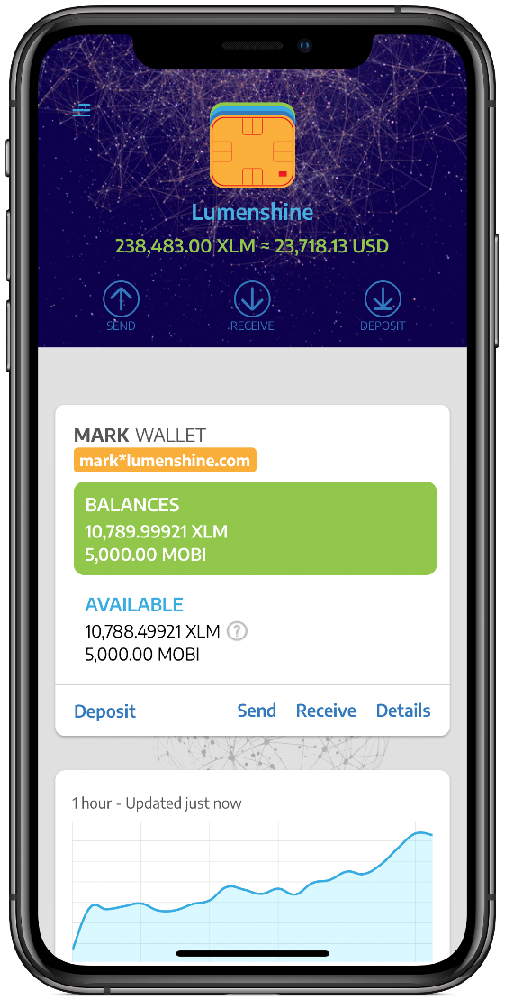 Lumenshine
238,483.00 XLM ≈ 23,718.13 USD
SEND RECEIVE DEPOSIT
MARK WALLET
mark*lumenshine.com
BALANCES
10,789.99921 XLM
5,000.00 MOBI
AVAILABLE
10,788.49921 XLM ?
5,000.00 MOBI
Deposit Send Receive Details
1 hour - Updated just now